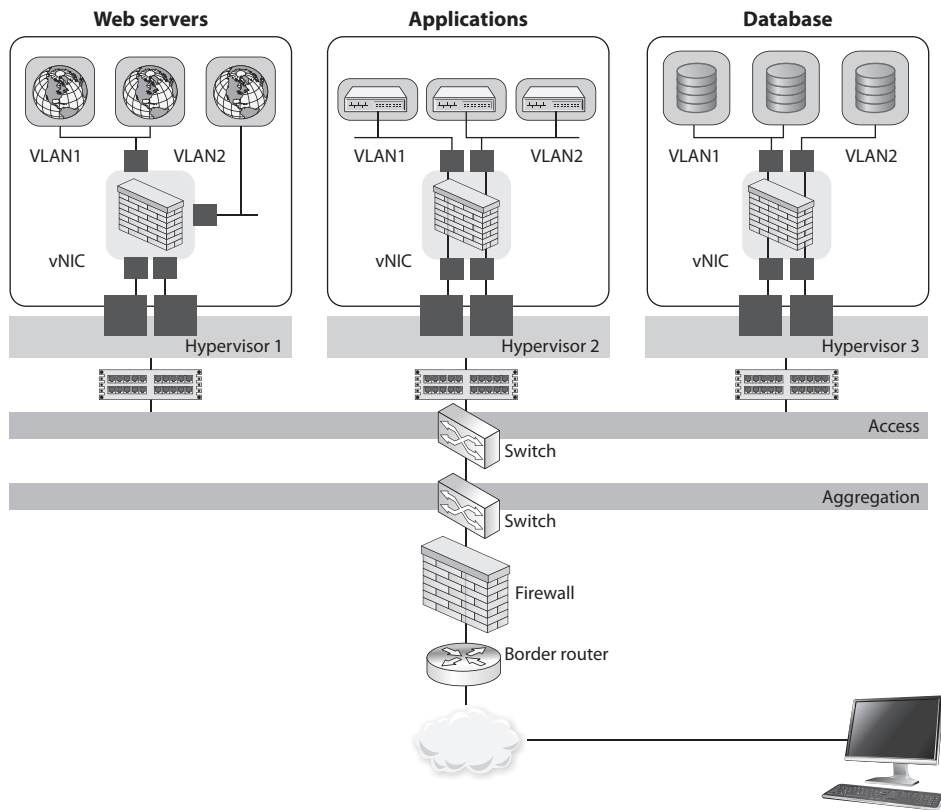 Web servers
Applications
Database
VLAN1
VLAN2
VLAN1
VLAN2
VLAN1
VLAN2
vNIC
vNIC
vNIC
Hypervisor 1
Hypervisor 2
Hypervisor 3
Access
Switch
Aggregation
Switch
Firewall
Border router